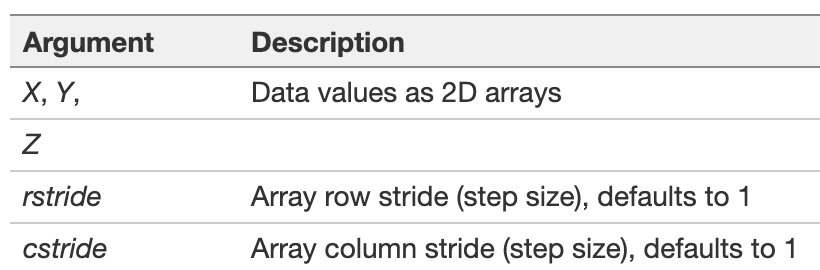 Argument Description
X, Y, Data values as 2D arrays
Z
rstride Array row stride (step size), defaults to 1
cstride Array column stride (step size), defaults to 1